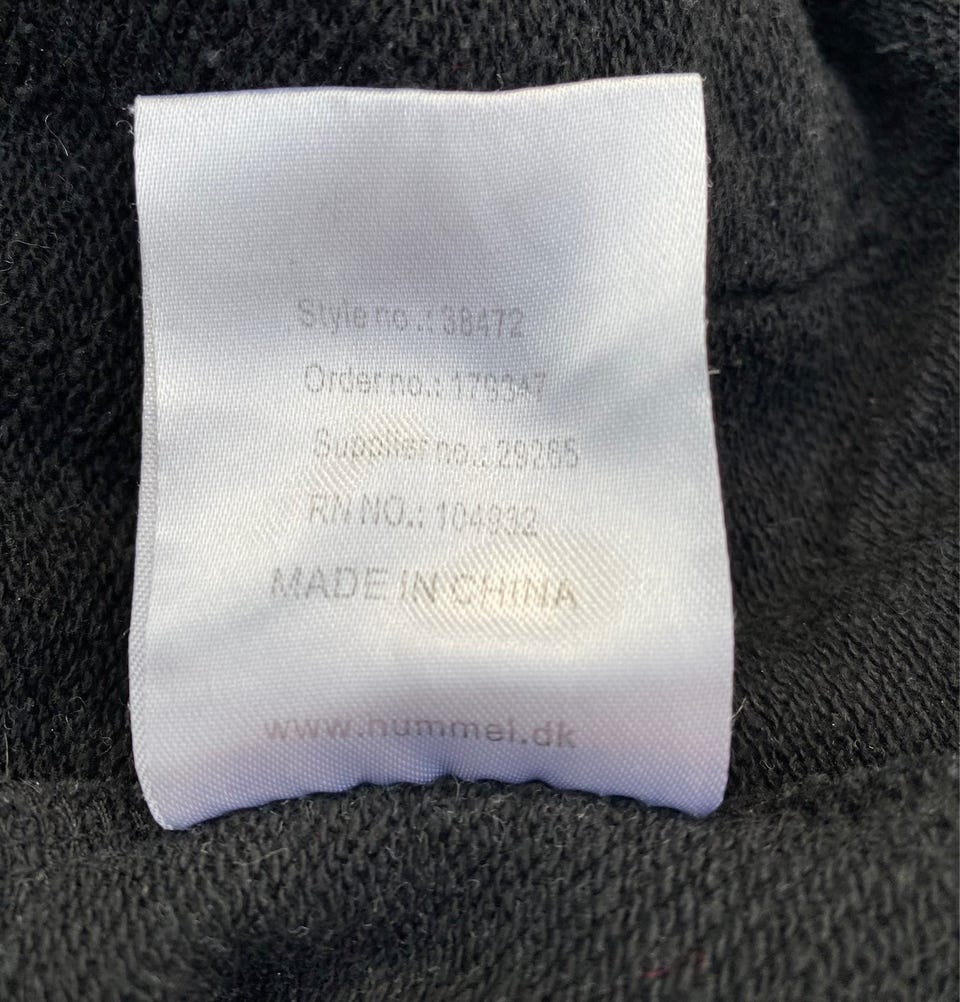 Style no.: 38472
Order no.: 179347
Supplier no.: 29285
RN NO.: 104932
MADE IN CHINA
www.hummel.dk